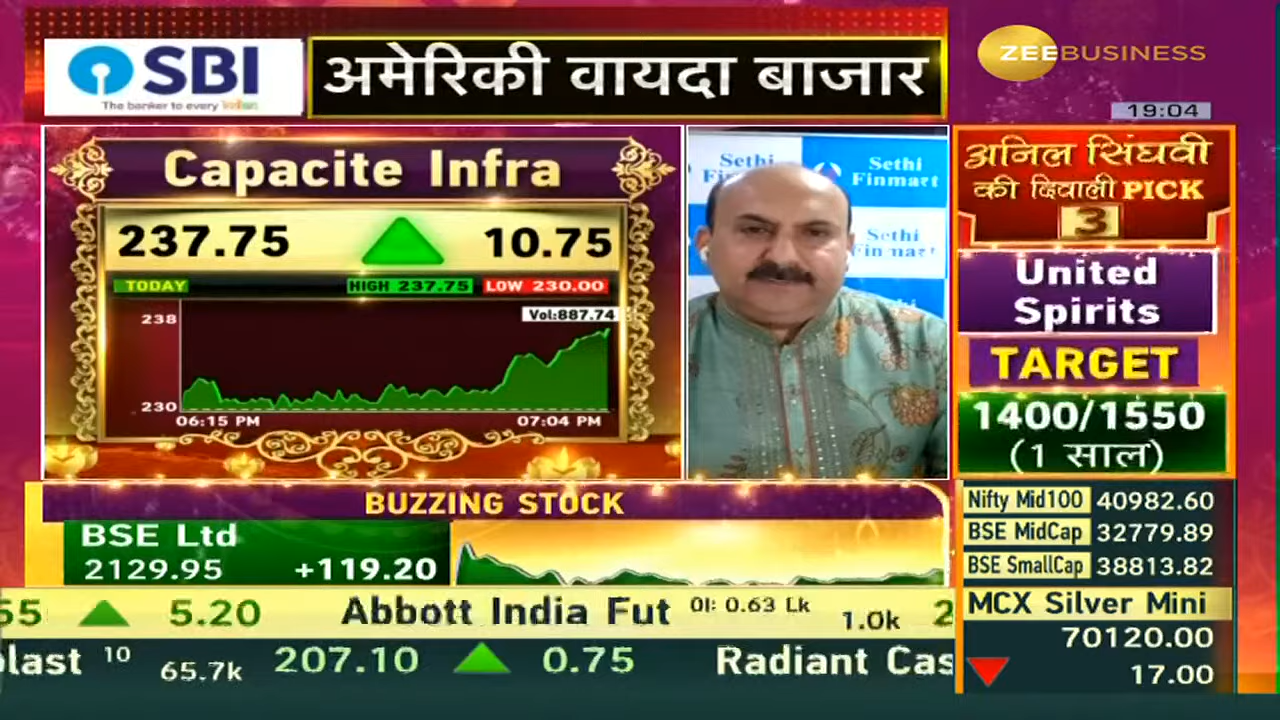 SBI
The banker to every Indian
अमेरिकी वायदा बाजार
ZEEBUSINESS
19:04
Capacite Infra
237.75 10.75
TODAY HIGH 237.75 LOW 230.00
Vol:887.74
238
230
06:15 PM 07:04 PM
Sethi
Sethi
Finmart
Sethi
Finmart
अनिल सिंघवी
की दिवाली PICK
3
United
Spirits
TARGET
1400/1550
(1 साल)
BUZZING STOCK
BSE Ltd
2129.95 +119.20
Nifty Mid100 40982.60
BSE MidCap 32779.89
BSE SmallCap 38813.82
MCX Silver Mini
70120.00
17.00
55 5.20 Abbott India Fut OI: 0.63 Lk 1.0k 2
plast 10 65.7k 207.10 0.75 Radiant Cas